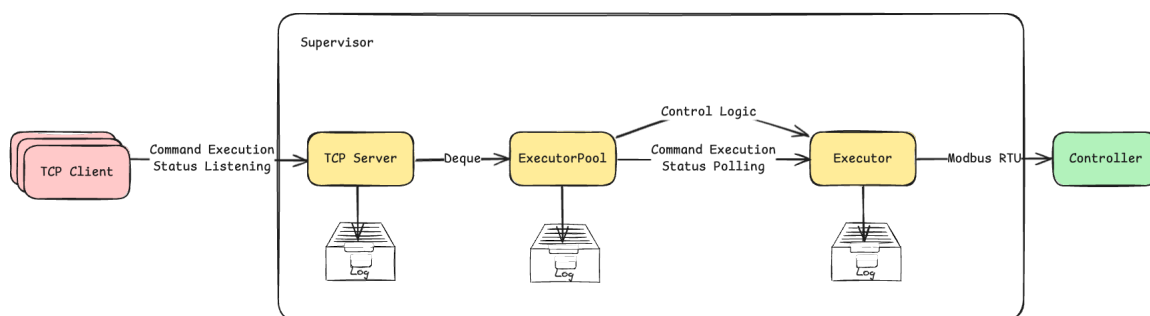 Supervisor
Control Logic
Command Execution
Status Listening
Command Execution
Status Polling
TCP Client
TCP Server
Deque
ExecutorPool
Executor
Modbus RTU
Controller
Log
Log
Log